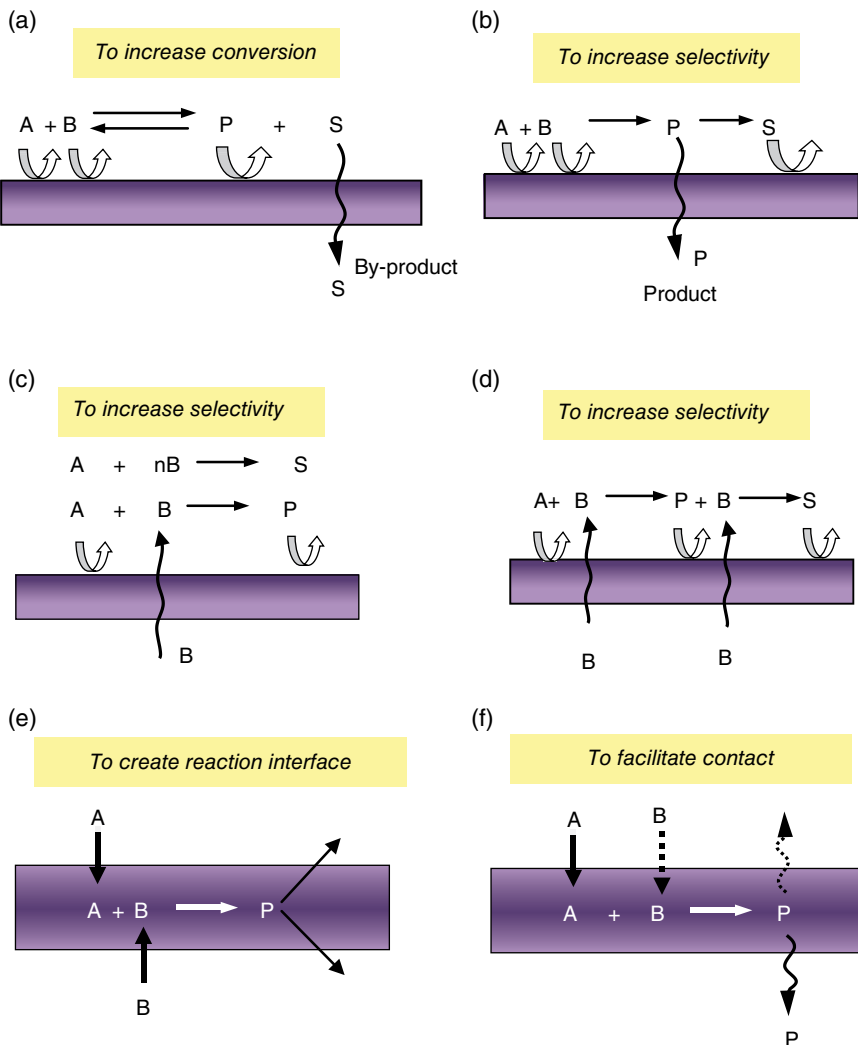 (a)
To increase conversion
A + B P + S
By-product
S
(b)
To increase selectivity
A + B P S
P
Product
(c)
To increase selectivity
A + nB S
A + B P
B
(d)
To increase selectivity
A+ B P + B S
B B
(e)
To create reaction interface
A
A + B P
B
(f)
To facilitate contact
A B
A + B P
P